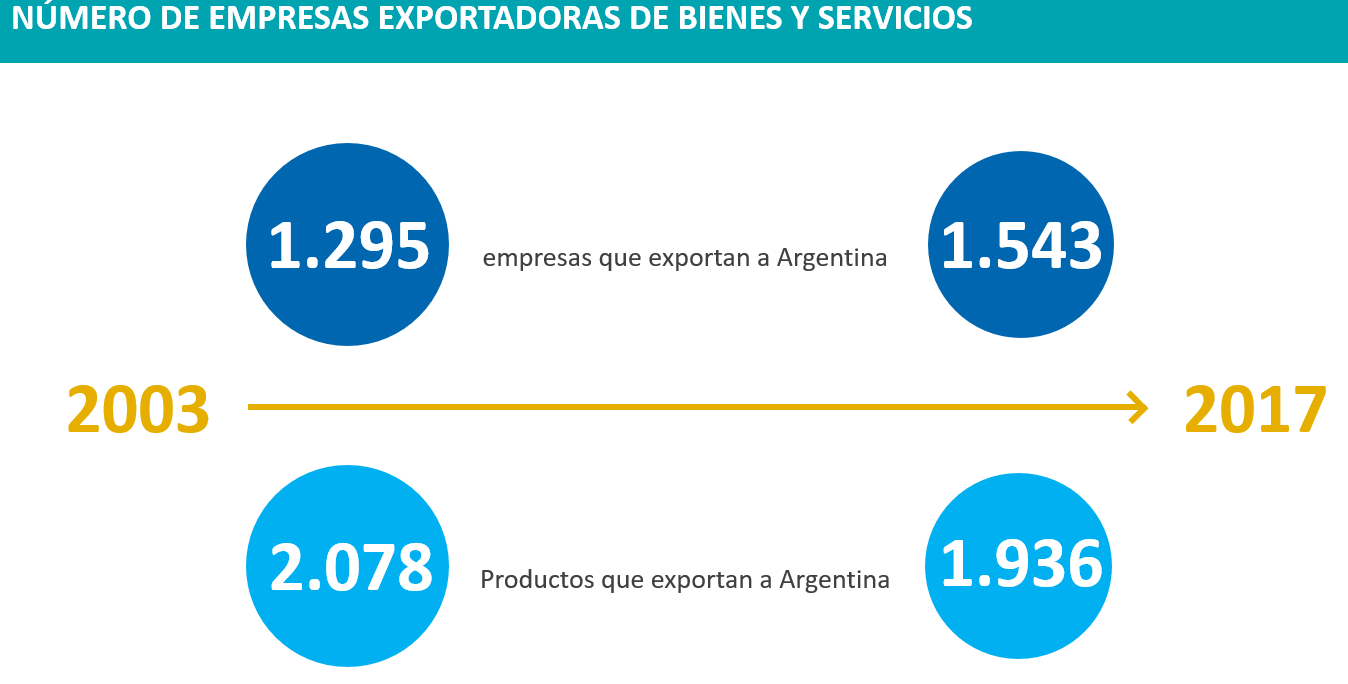 NÚMERO DE EMPRESAS EXPORTADORAS DE BIENES Y SERVICIOS
1.295 empresas que exportan a Argentina 1.543
2003 2017
2.078 Productos que exportan a Argentina 1.936